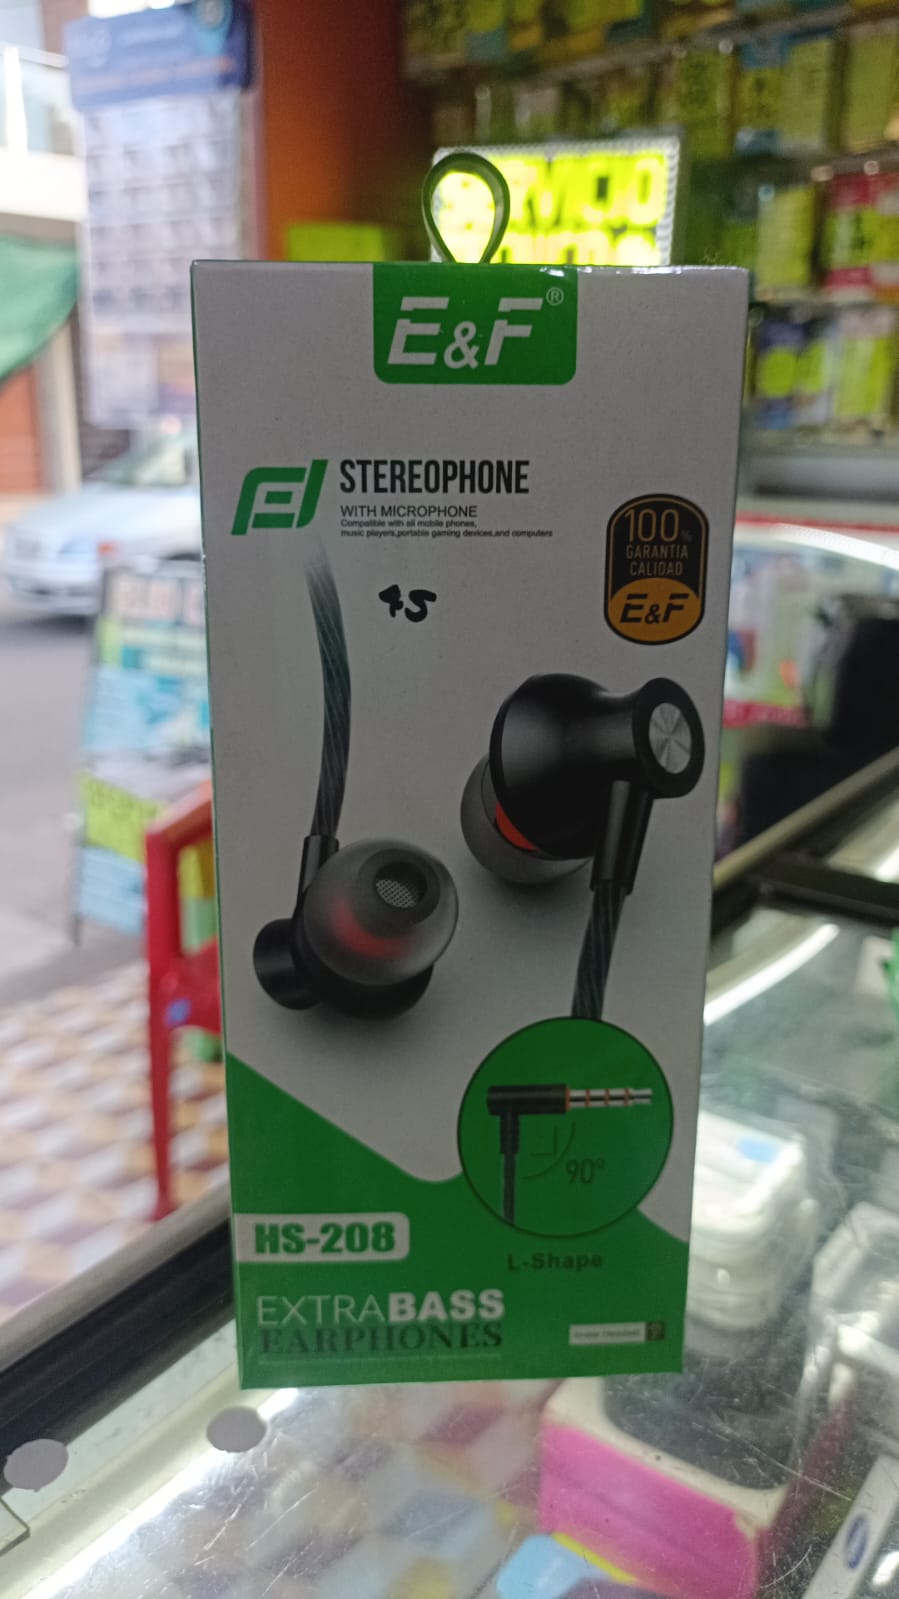 SERVICIO
E&F®
STEREOPHONE
WITH MICROPHONE
Compatible with all mobile phones,
music players,portable gaming devices,and computers
100%
GARANTIA
CALIDAD
E&F
45
90°
L-Shape
HS-208
EXTRABASS
EARPHONES